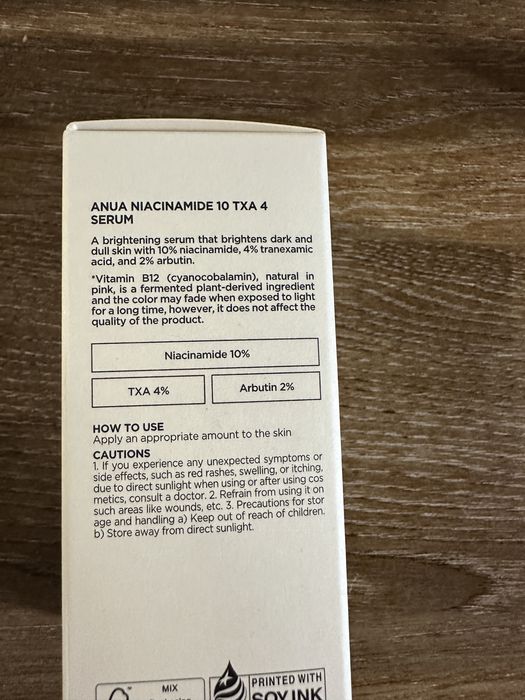 ANUA NIACINAMIDE 10 TXA 4
SERUM
A brightening serum that brightens dark and
dull skin with 10% niacinamide, 4% tranexamic
acid, and 2% arbutin.
*Vitamin B12 (cyanocobalamin), natural in
pink, is a fermented plant-derived ingredient
and the color may fade when exposed to light
for a long time, however, it does not affect the
quality of the product.
Niacinamide 10%
TXA 4%
Arbutin 2%
HOW TO USE
Apply an appropriate amount to the skin
CAUTIONS
1. If you experience any unexpected symptoms or
side effects, such as red rashes, swelling, or itching,
due to direct sunlight when using or after using cos
metics, consult a doctor. 2. Refrain from using it on
such areas like wounds, etc. 3. Precautions for stor
age and handling a) Keep out of reach of children.
b) Store away from direct sunlight.
MIX
PRINTED WITH
SOY INK